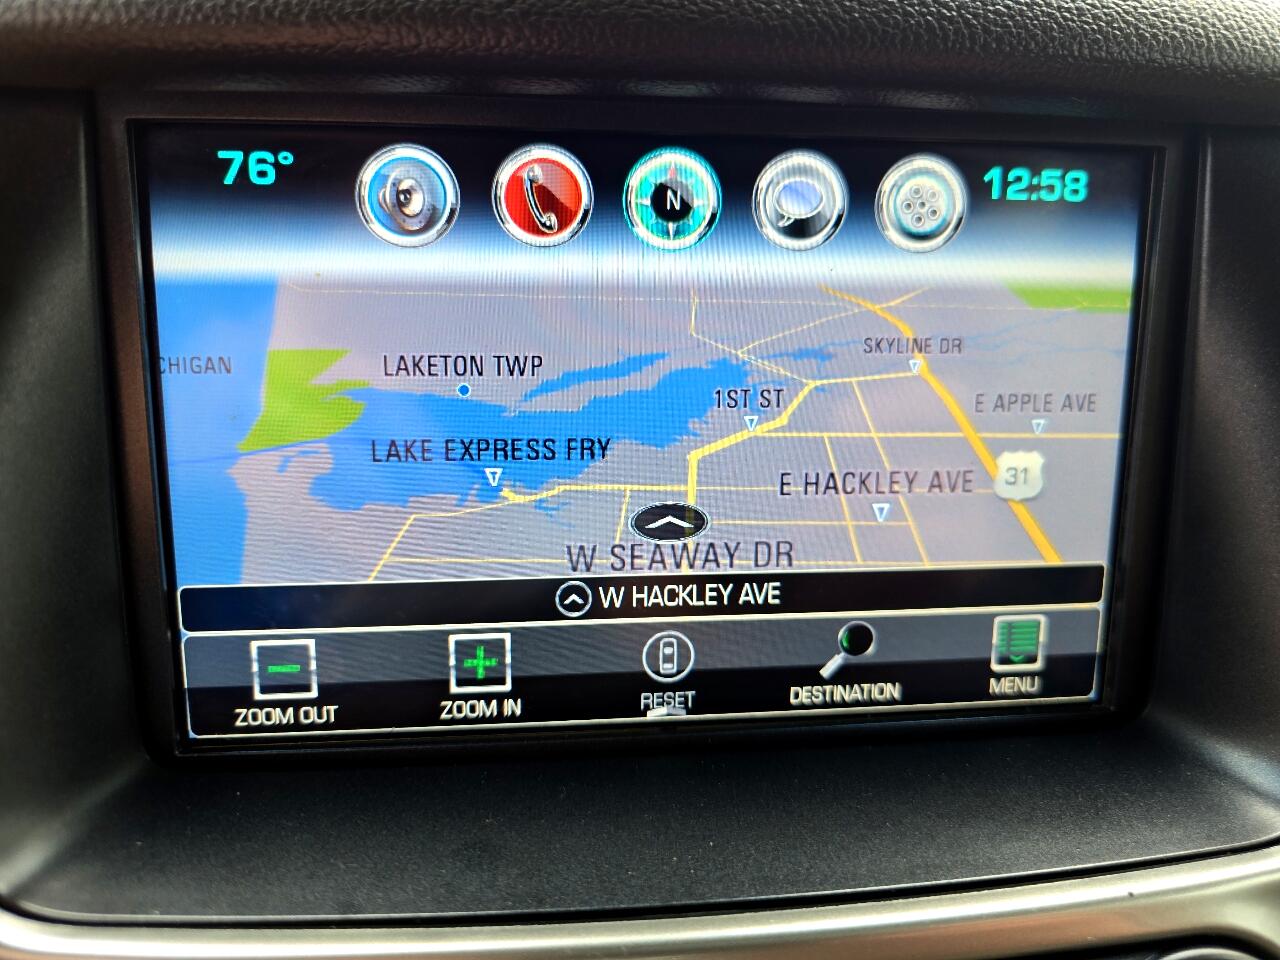 76°
N
12:58
CHIGAN
LAKETON TWP
SKYLINE DR
1ST ST
E APPLE AVE
LAKE EXPRESS FRY
E HACKLEY AVE
31
W SEAWAY DR
W HACKLEY AVE
ZOOM OUT
ZOOM IN
RESET
DESTINATION
MENU